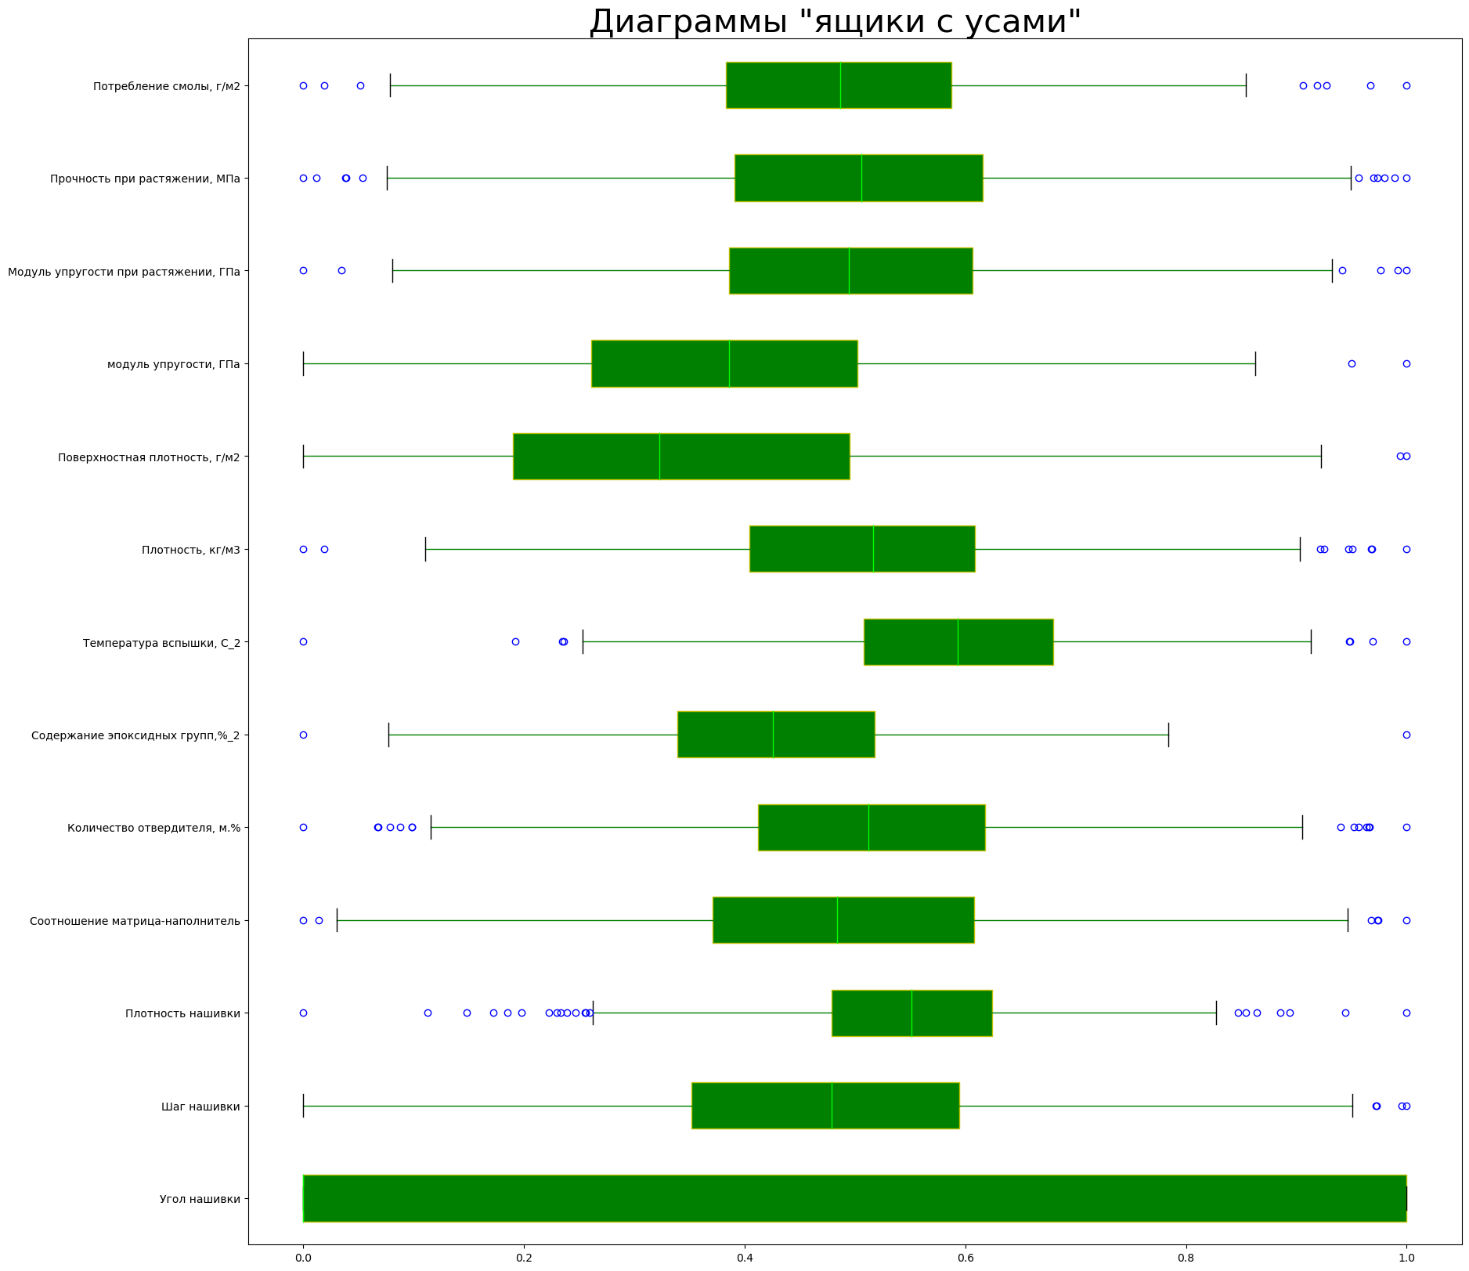 Диаграммы "ящики с усами"
Потребление смолы, г/м2
Прочность при растяжении, МПа
Модуль упругости при растяжении, ГПа
модуль упругости, ГПа
Поверхностная плотность, г/м2
Плотность, кг/м3
Температура вспышки, С_2
Содержание эпоксидных групп,%_2
Количество отвердителя, м.%
Соотношение матрица-наполнитель
Плотность нашивки
Шаг нашивки
Угол нашивки
0.0 0.2 0.4 0.6 0.8 1.0